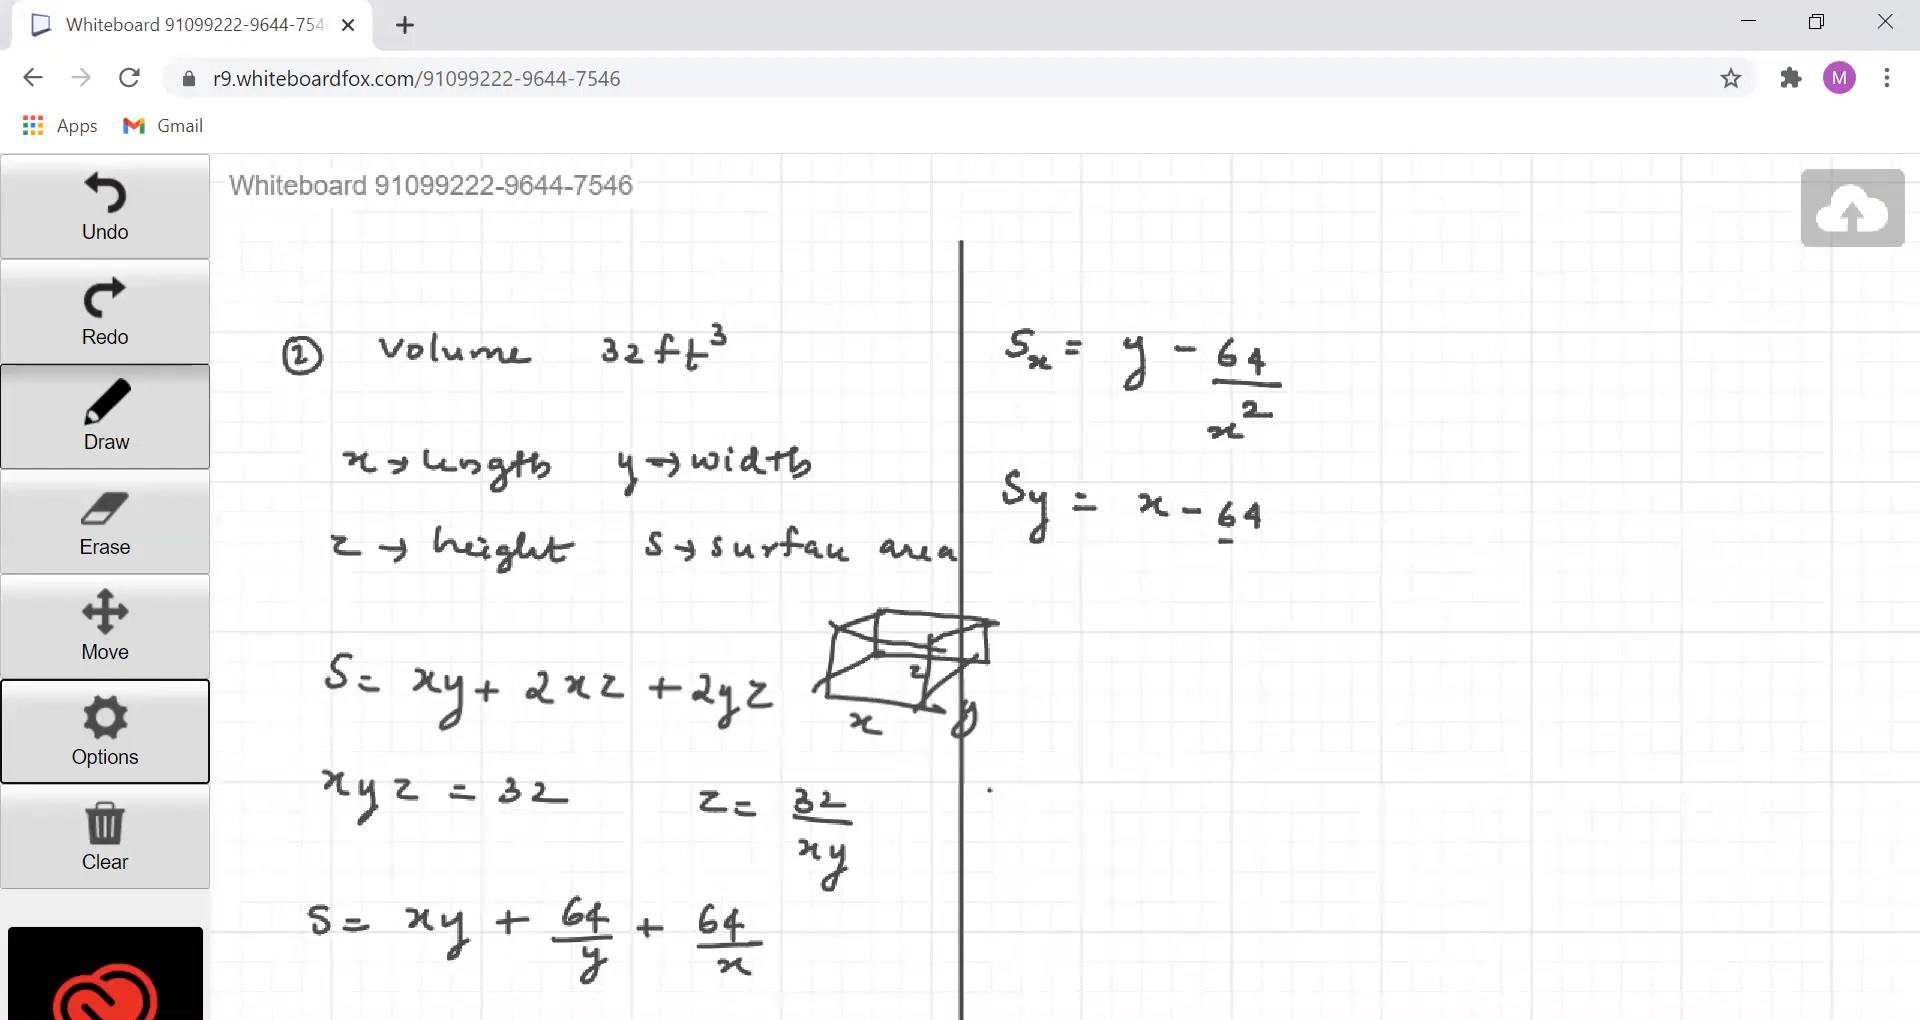 Whiteboard 91099222-9644-754
r9.whiteboardfox.com/91099222-9644-7546
M
Apps
Gmail
Whiteboard 91099222-9644-7546
Undo
Redo
Draw
Erase
Move
Options
Clear
② Volume 32 ft³
x → length y → width
z → height S → surfau area
S = xy + 2xz + 2yz
z
x
y
xyz = 32 z = 32/xy
S = xy + 64/y + 64/x
Sx = y - 64/x²
Sy = x - 64